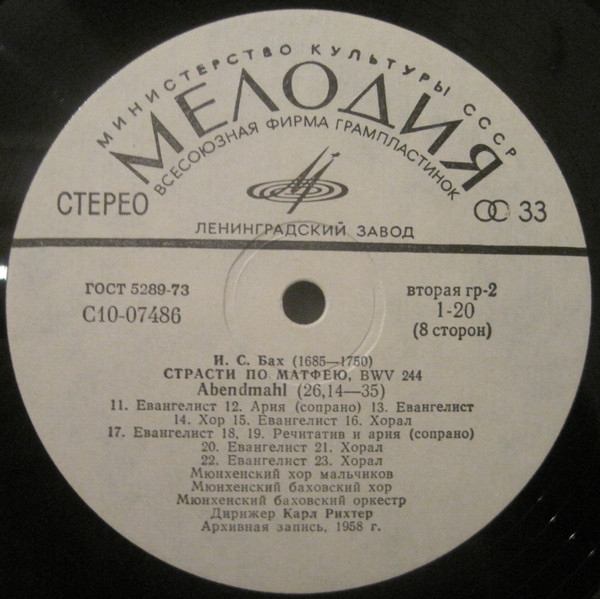 МИНИСТЕРСТВО КУЛЬТУРЫ СССР
МЕЛОДИЯ
ВСЕСОЮЗНАЯ ФИРМА ГРАМПЛАСТИНОК
СТЕРЕО
33
ЛЕНИНГРАДСКИЙ ЗАВОД
ГОСТ 5289-73
С10-07486
вторая гр-2
1-20
(8 сторон)
И. С. Бах (1685—1750)
СТРАСТИ ПО МАТФЕЮ, BWV 244
Abendmahl (26,14—35)
11. Евангелист 12. Ария (сопрано) 13. Евангелист
14. Хор 15. Евангелист 16. Хорал
17. Евангелист 18, 19. Речитатив и ария (сопрано)
20. Евангелист 21. Хорал
22. Евангелист 23. Хорал
Мюнхенский хор мальчиков
Мюнхенский баховский хор
Мюнхенский баховский оркестр
Дирижер Карл Рихтер
Архивная запись, 1958 г.